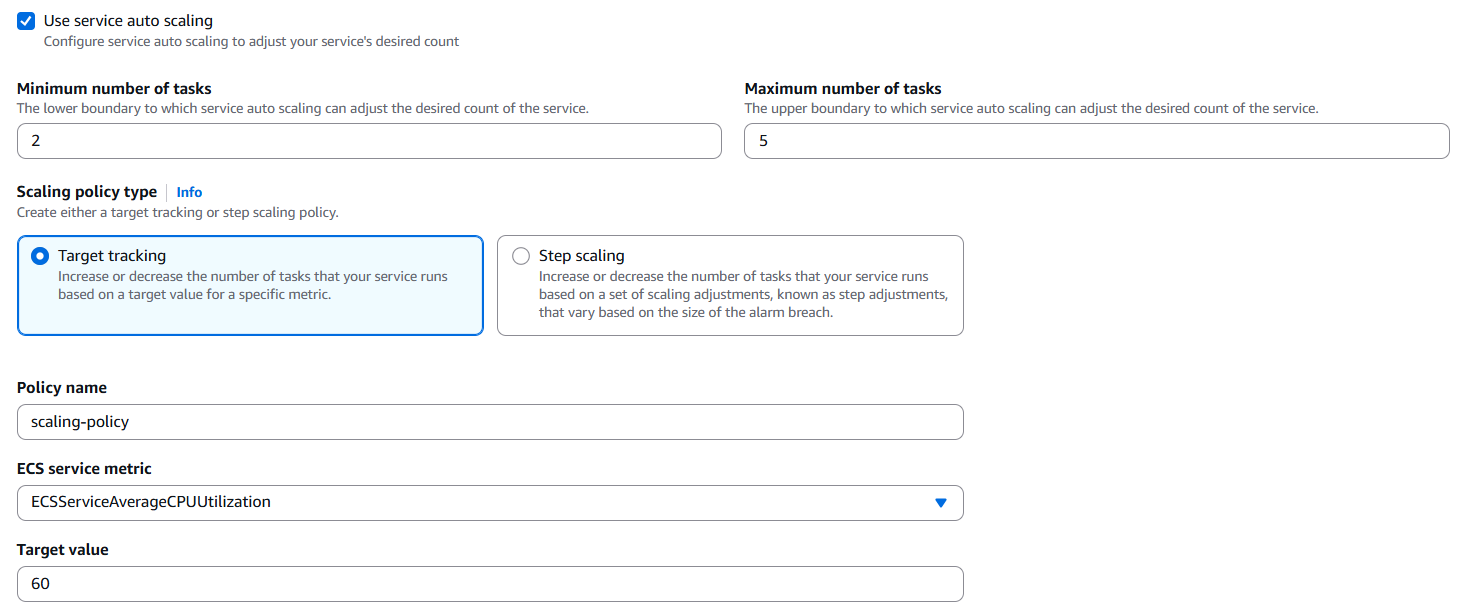 Use service auto scaling
Configure service auto scaling to adjust your service's desired count
Minimum number of tasks
The lower boundary to which service auto scaling can adjust the desired count of the service.
2
Maximum number of tasks
The upper boundary to which service auto scaling can adjust the desired count of the service.
5
Scaling policy type | Info
Create either a target tracking or step scaling policy.
Target tracking
Increase or decrease the number of tasks that your service runs
based on a target value for a specific metric.
Step scaling
Increase or decrease the number of tasks that your service runs
based on a set of scaling adjustments, known as step adjustments,
that vary based on the size of the alarm breach.
Policy name
scaling-policy
ECS service metric
ECSServiceAverageCPUUtilization
Target value
60